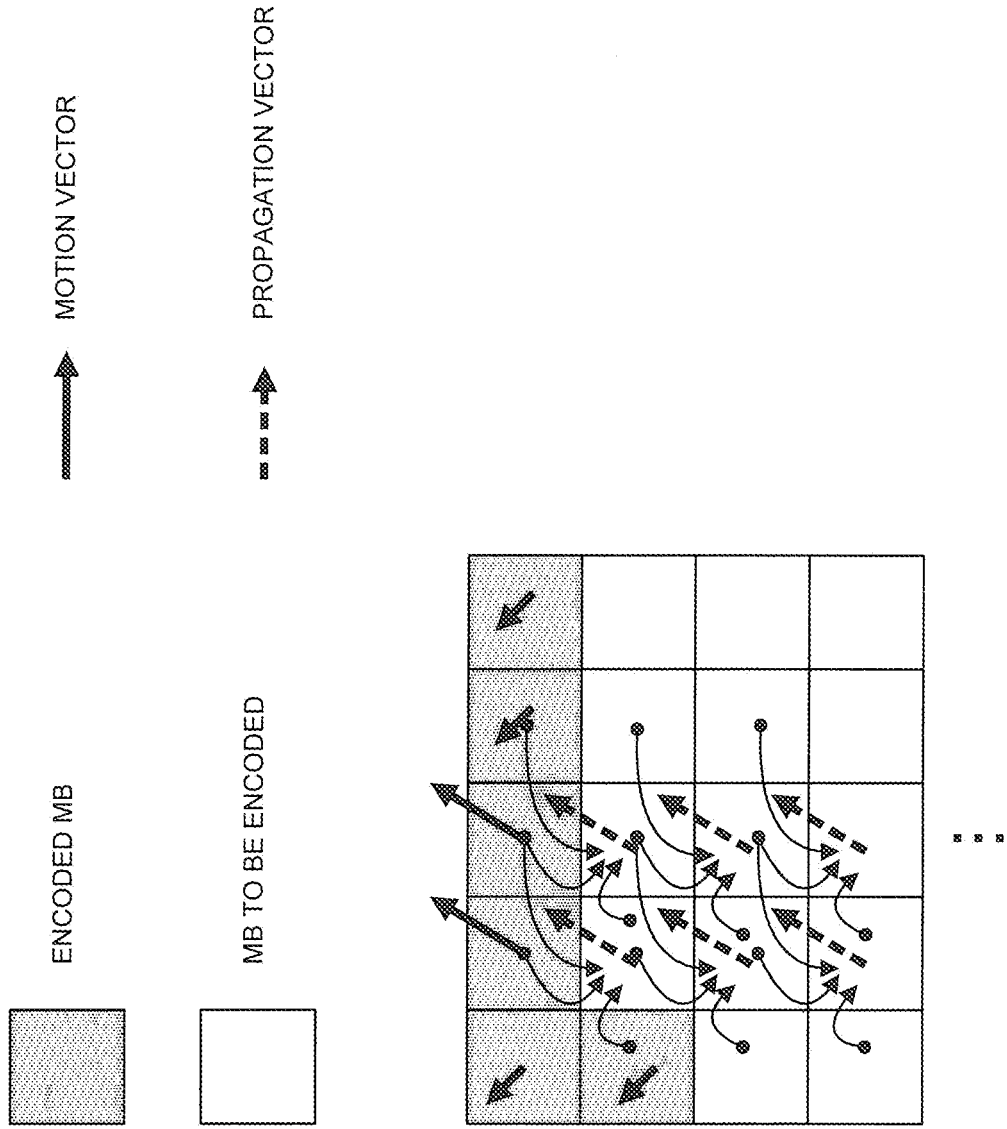 ENCODED MB
MB TO BE ENCODED
MOTION VECTOR
PROPAGATION VECTOR